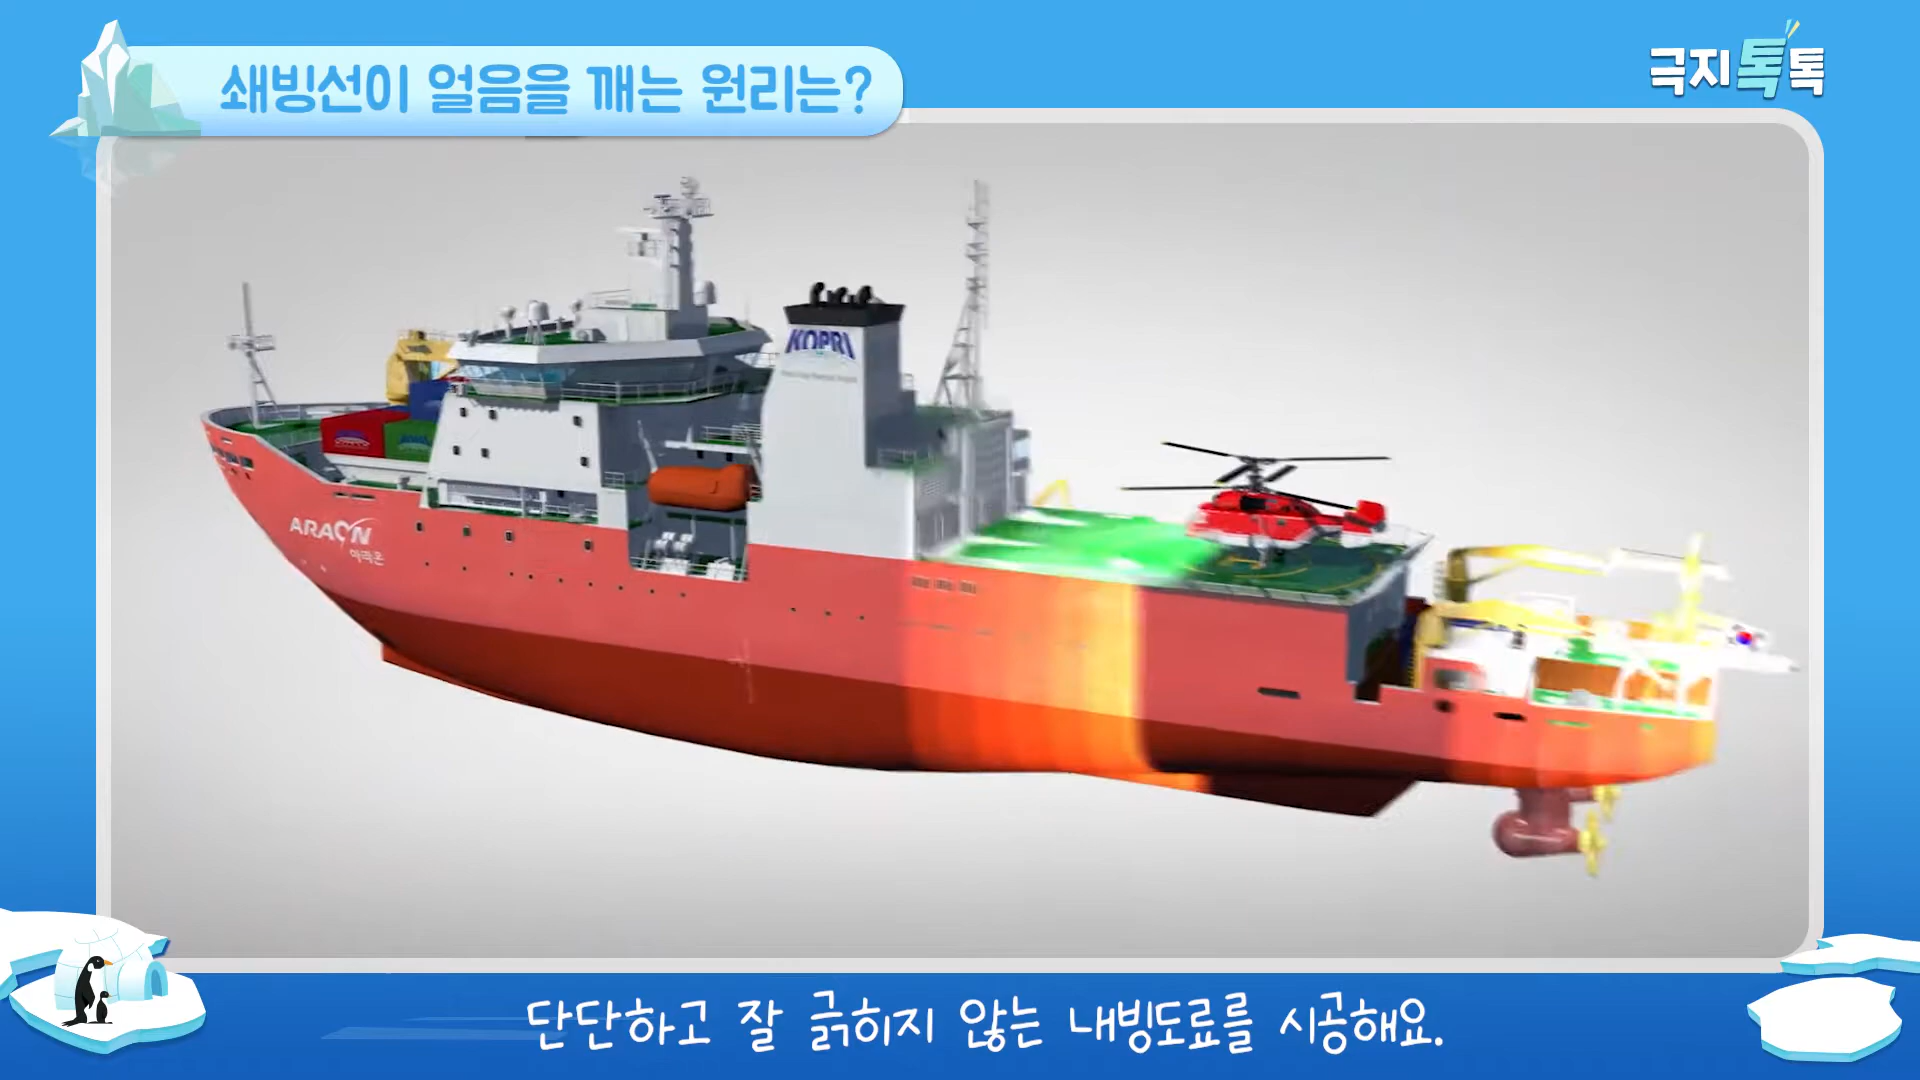 쇄빙선이 얼음을 깨는 원리는?
극지톡톡
KOPRI
ARAON
아라온
단단하고 잘 긁히지 않는 내빙도료를 시공해요.